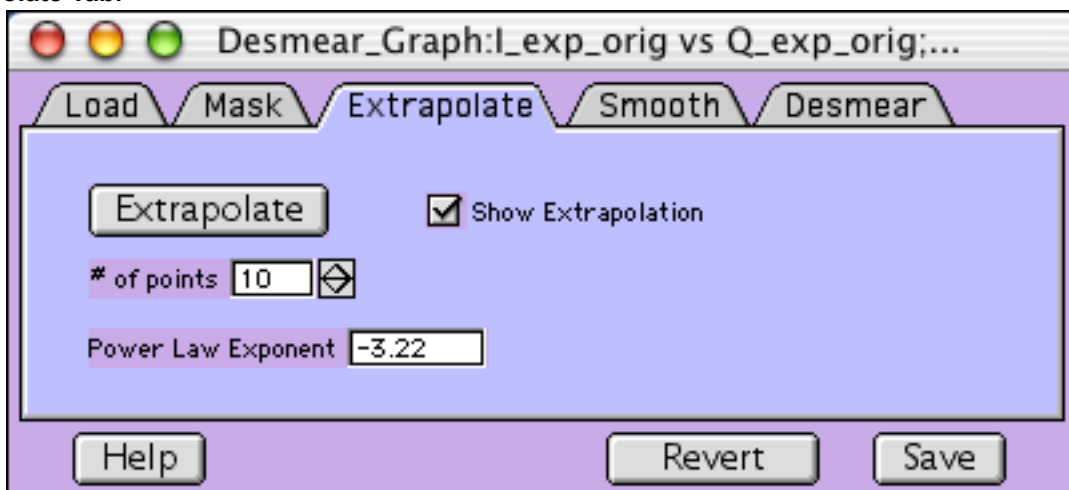 Desmear_Graph:I_exp_orig vs Q_exp_orig;...
Load Mask Extrapolate Smooth Desmear
Extrapolate Show Extrapolation
# of points 10
Power Law Exponent -3.22
Help Revert Save